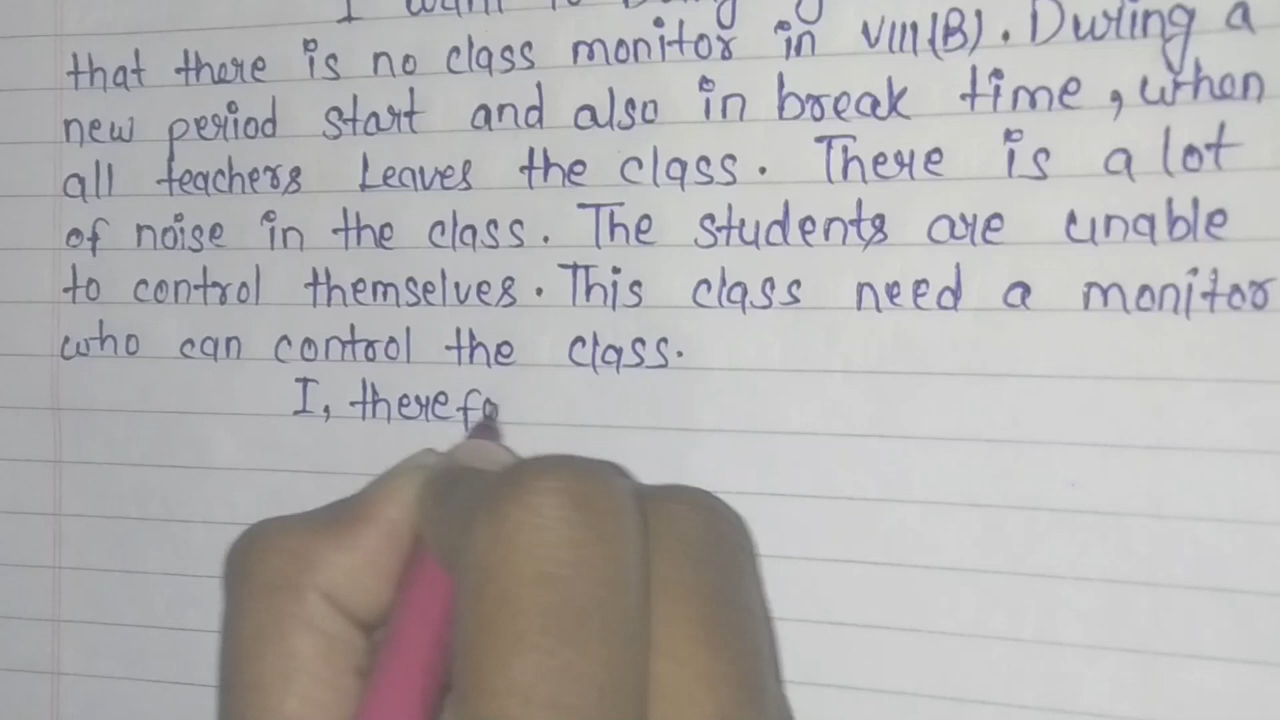 I want to
that there is no class monitor in VIII(B). During a
new period start and also in break time, when
all teachers Leaves the class. There is a lot
of noise in the class. The students are unable
to control themselves. This class need a monitor
who can control the class.
I, therefo